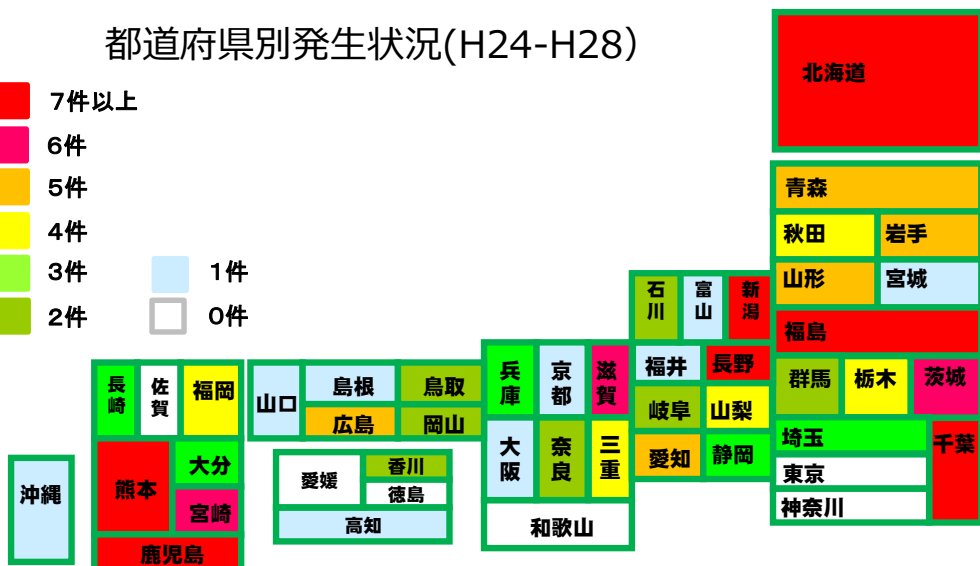 都道府県別発生状況(H24-H28)
7件以上
6件
5件
4件
3件
1件
2件
0件
北海道
青森
秋田
岩手
山形
宮城
福島
群馬
栃木
茨城
埼玉
千葉
東京
神奈川
石川
富山
新潟
福井
長野
岐阜
山梨
愛知
静岡
兵庫
京都
滋賀
大阪
奈良
三重
和歌山
山口
島根
鳥取
広島
岡山
愛媛
香川
徳島
高知
長崎
佐賀
福岡
熊本
大分
宮崎
鹿児島
沖縄